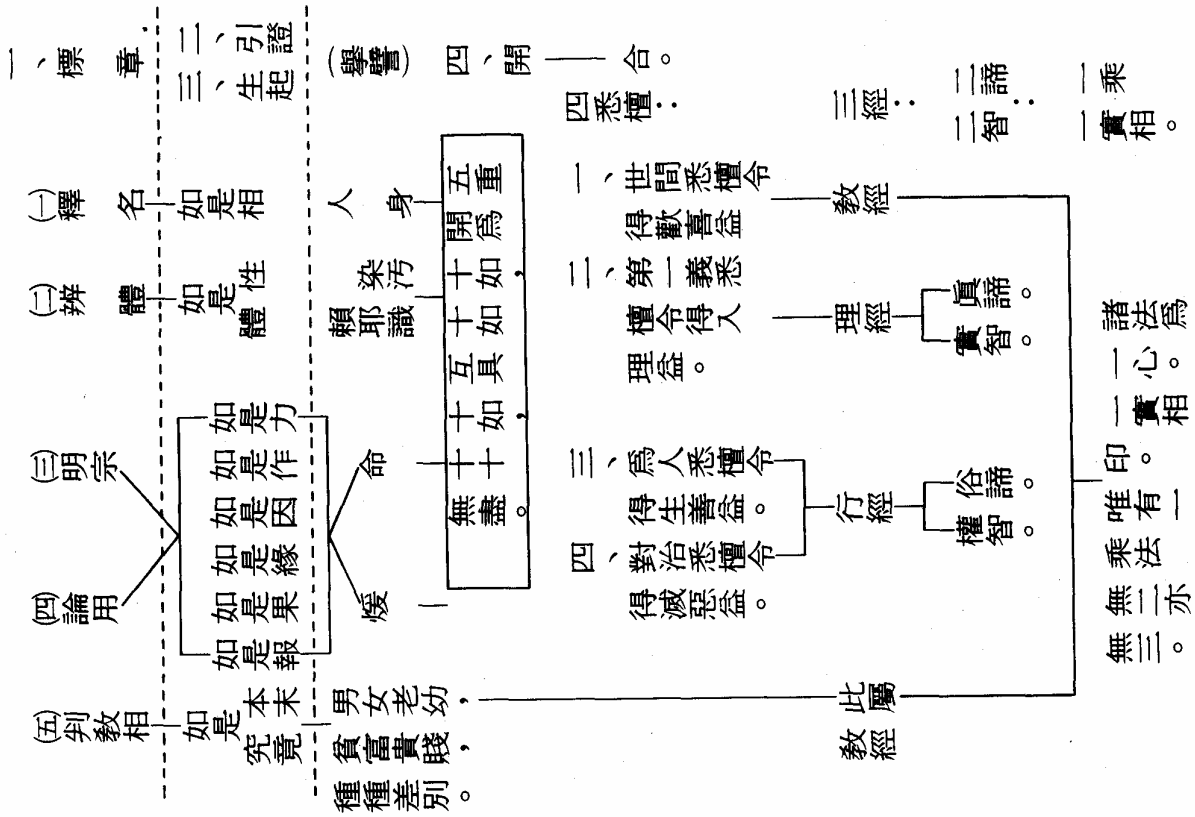 一、標章
二、引證
三、生起
(舉譬)
四、開——合。
四悉檀：
三經：
二諦
二智：
一乘
一實相。
㈠釋名
如是相
人身
㈡辨體
如是性
體
染污
賴耶識
㈢明宗
㈣論用
如是力
如是作
如是因
如是緣
如是果
如是報
命
煖
㈤判教相
如是
本末
究竟
男女老幼，
貧富貴賤，
種種差別。
五重
開爲
十如，
十如
互具
十如，
十十
無盡。
一、世間悉檀令
得歡喜益
教經
二、第一義悉
檀令得入
理益。
理經
眞諦。
實智。
三、爲人悉檀令
得生善益。
四、對治悉檀令
得滅惡益。
行經
俗諦。
權智。
此屬
教經
諸法爲
一心。
一實相
印。
唯有一
乘法
無二亦
無三。